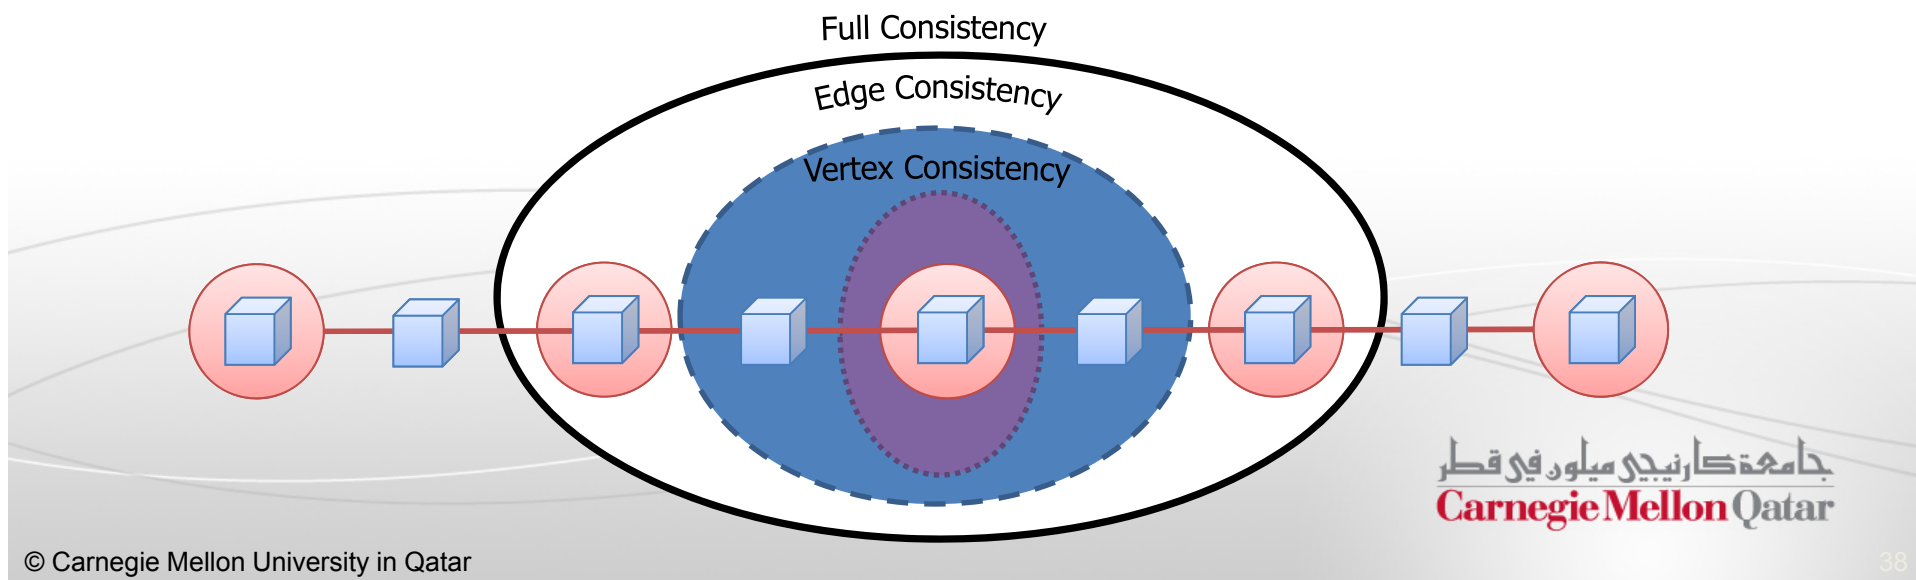 Full Consistency
Edge Consistency
Vertex Consistency
جامعة كارنيجي ميلون في قطر
Carnegie Mellon Qatar
© Carnegie Mellon University in Qatar
38